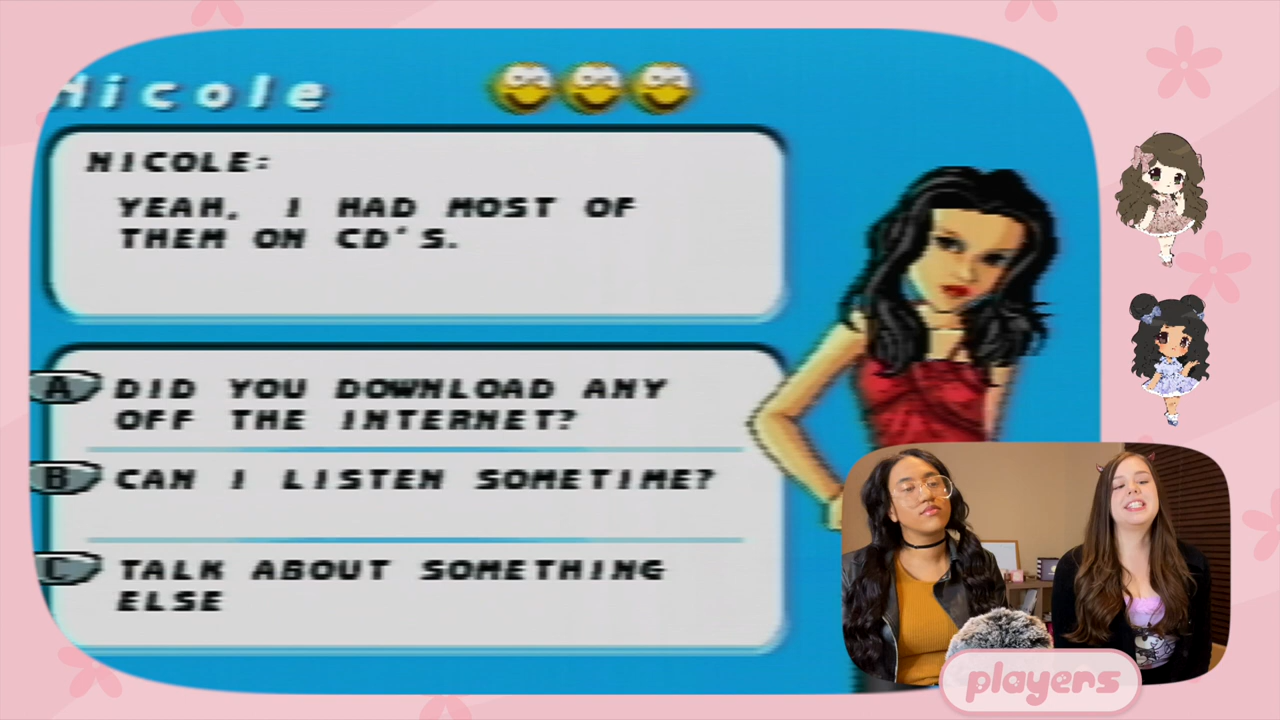 Nicole
NICOLE:
YEAH, I HAD MOST OF
THEM ON CD'S.
A
DID YOU DOWNLOAD ANY
OFF THE INTERNET?
B
CAN I LISTEN SOMETIME?
C
TALK ABOUT SOMETHING
ELSE
players